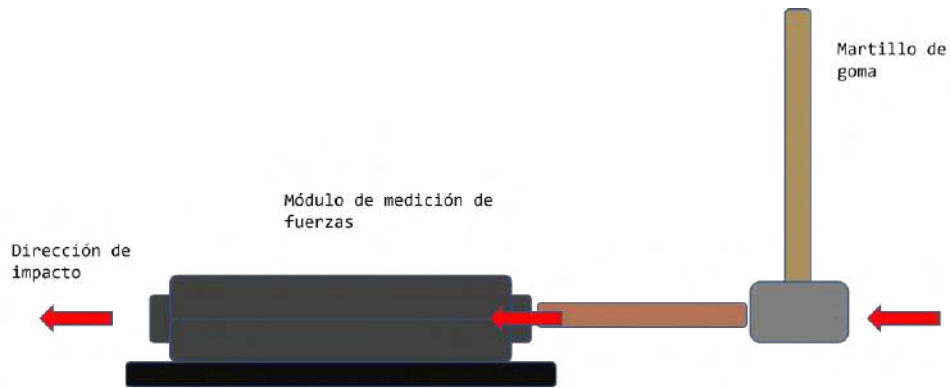 Martillo de
goma
Módulo de medición de
fuerzas
Dirección de
impacto